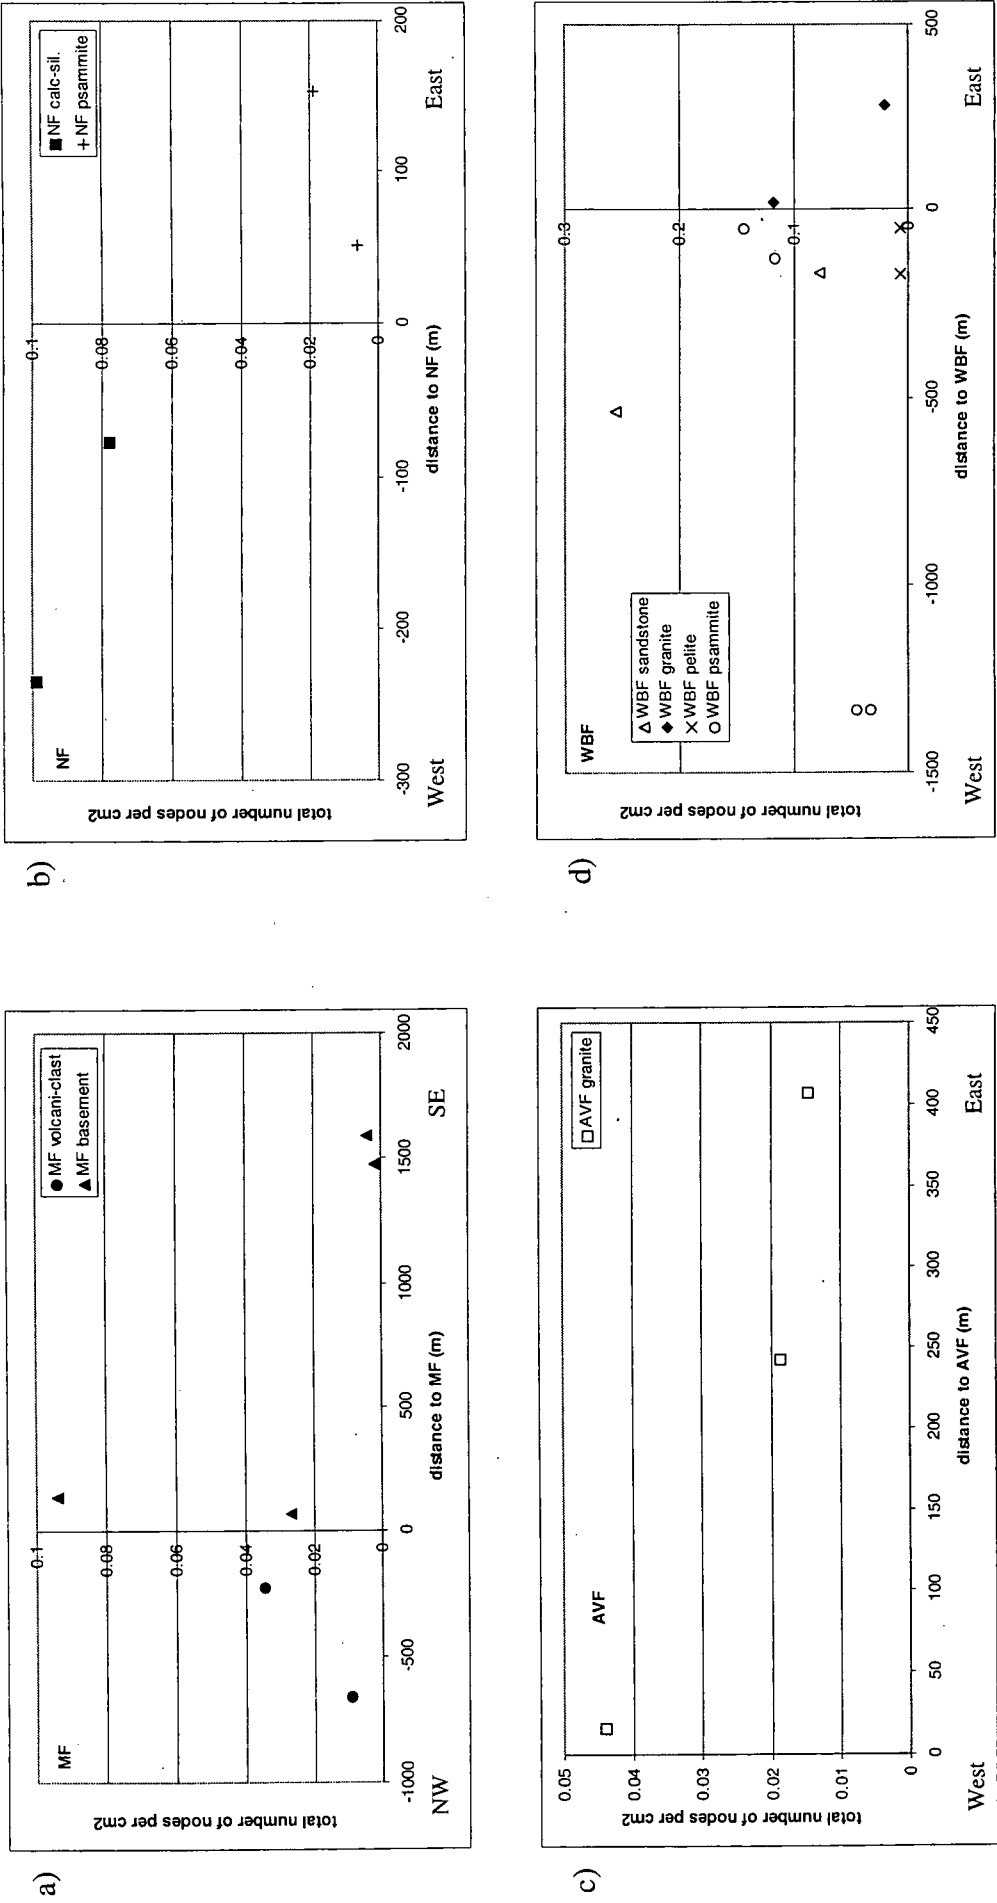 a)
MF
MF volcani-clast
MF basement
total number of nodes per cm2
0.1
0.08
0.06
0.04
0.02
0
-1000
-500
0
500
1000
1500
2000
distance to MF (m)
NW
SE
b)
NF
NF calc-sil.
NF psammite
total number of nodes per cm2
0.1
0.08
0.06
0.04
0.02
0
-300
-200
-100
0
100
200
distance to NF (m)
West
East
c)
AVF
AVF granite
total number of nodes per cm2
0.05
0.04
0.03
0.02
0.01
0
0
50
100
150
200
250
300
350
400
450
distance to AVF (m)
West
East
d)
WBF
WBF sandstone
WBF granite
WBF pelite
WBF psammite
total number of nodes per cm2
0.3
0.2
0.1
0
-1500
-1000
-500
0
500
distance to WBF (m)
West
East